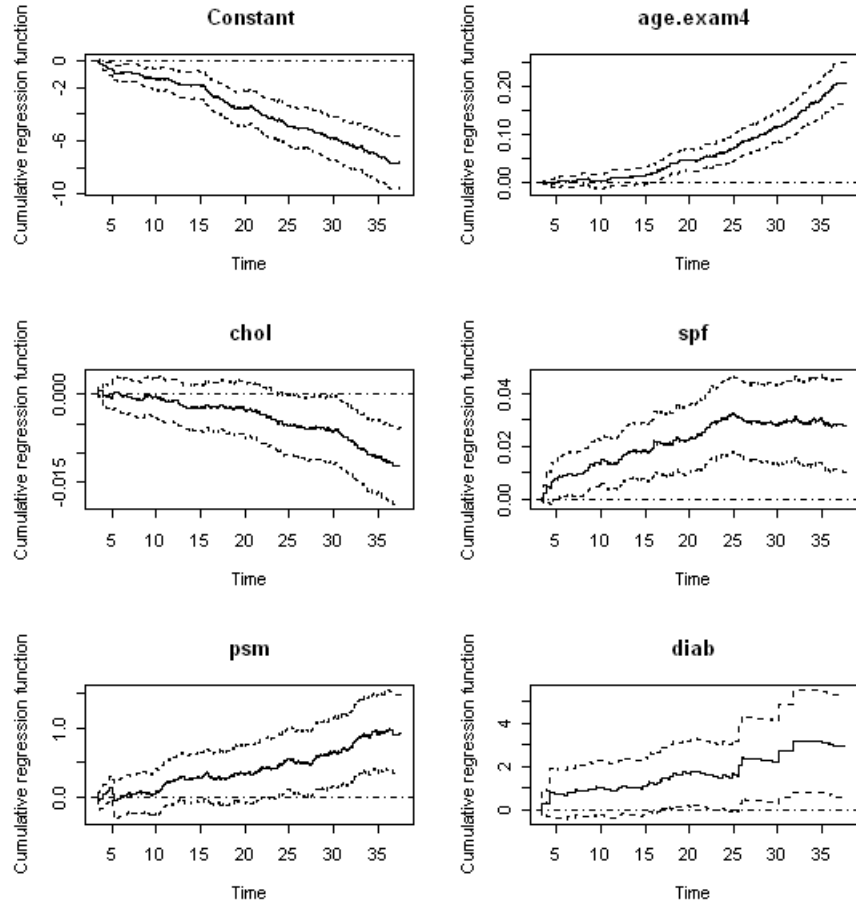 Constant
Cumulative regression function
0
-2
-6
-10
5 10 15 20 25 30 35
Time
age.exam4
Cumulative regression function
0.20
0.10
0.00
5 10 15 20 25 30 35
Time
chol
Cumulative regression function
0.000
-0.015
5 10 15 20 25 30 35
Time
spf
Cumulative regression function
0.04
0.02
0.00
5 10 15 20 25 30 35
Time
psm
Cumulative regression function
1.0
0.0
5 10 15 20 25 30 35
Time
diab
Cumulative regression function
4
2
0
5 10 15 20 25 30 35
Time